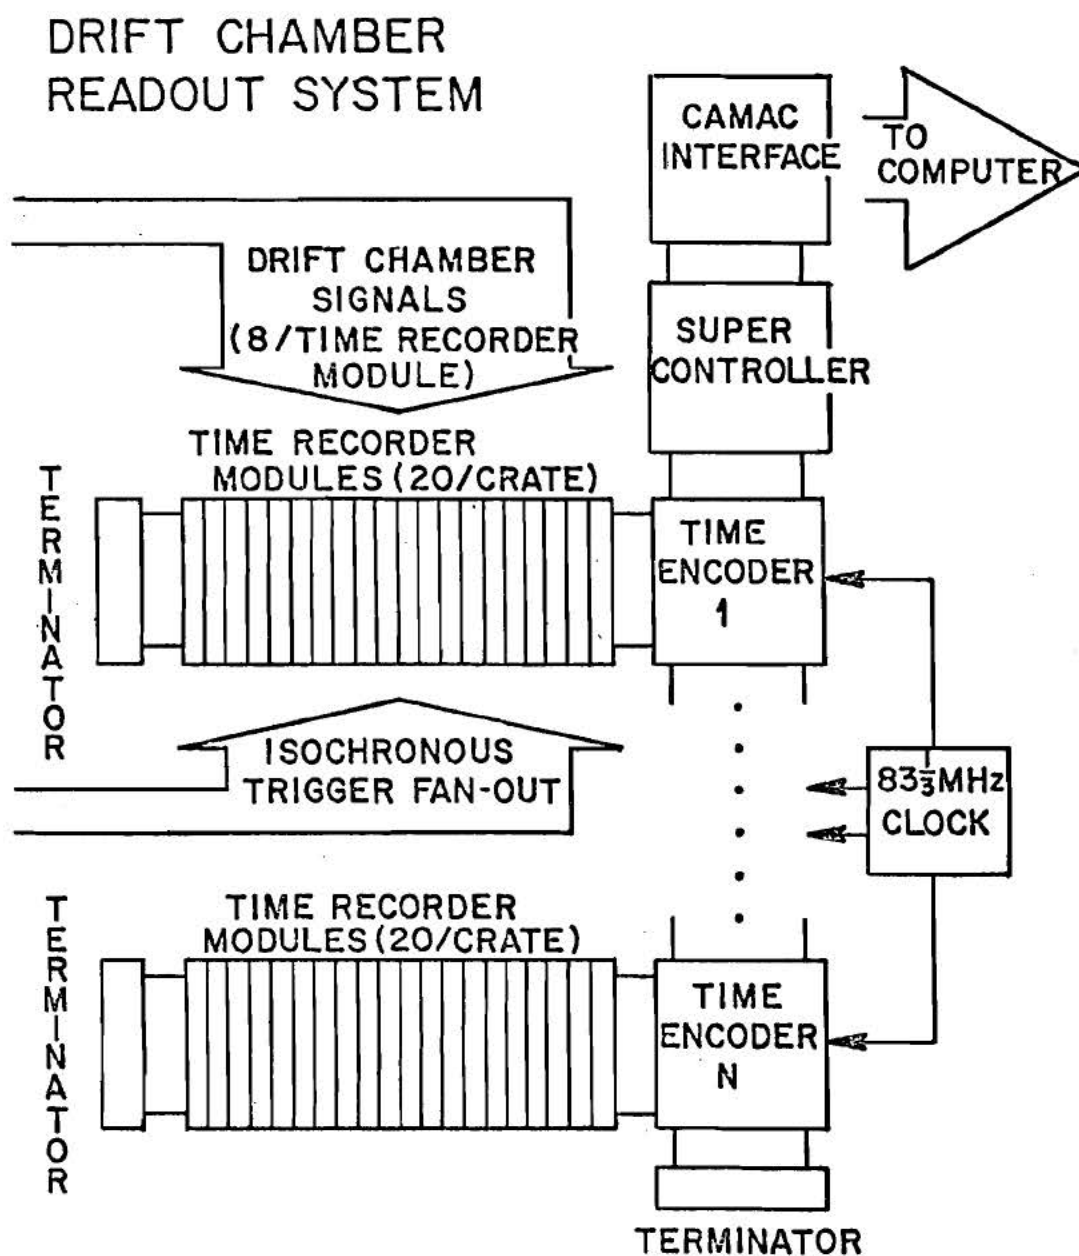 DRIFT CHAMBER
READOUT SYSTEM
CAMAC
INTERFACE
TO
COMPUTER
DRIFT CHAMBER
SIGNALS
(8/TIME RECORDER
MODULE)
SUPER
CONTROLLER
TIME RECORDER
MODULES (20/CRATE)
TERMINATOR
TIME
ENCODER
1
ISOCHRONOUS
TRIGGER FAN-OUT
83⅓MHz
CLOCK
TIME RECORDER
MODULES (20/CRATE)
TERMINATOR
TIME
ENCODER
N
TERMINATOR